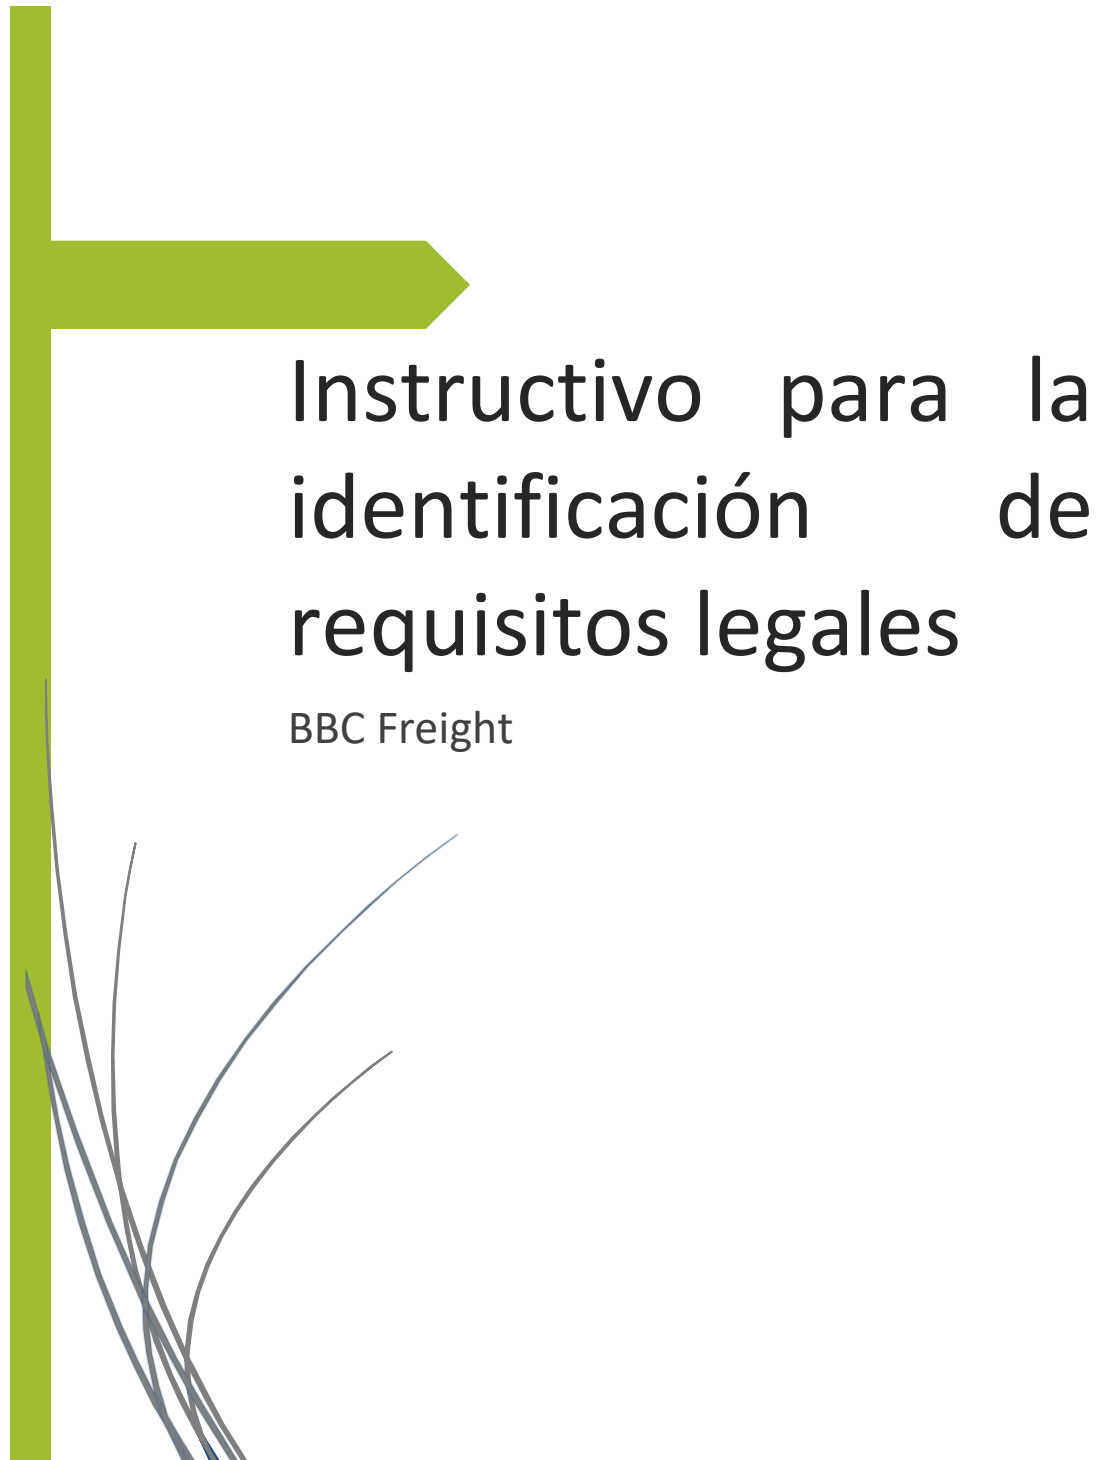 Instructivo para la
identificación de
requisitos legales
BBC Freight